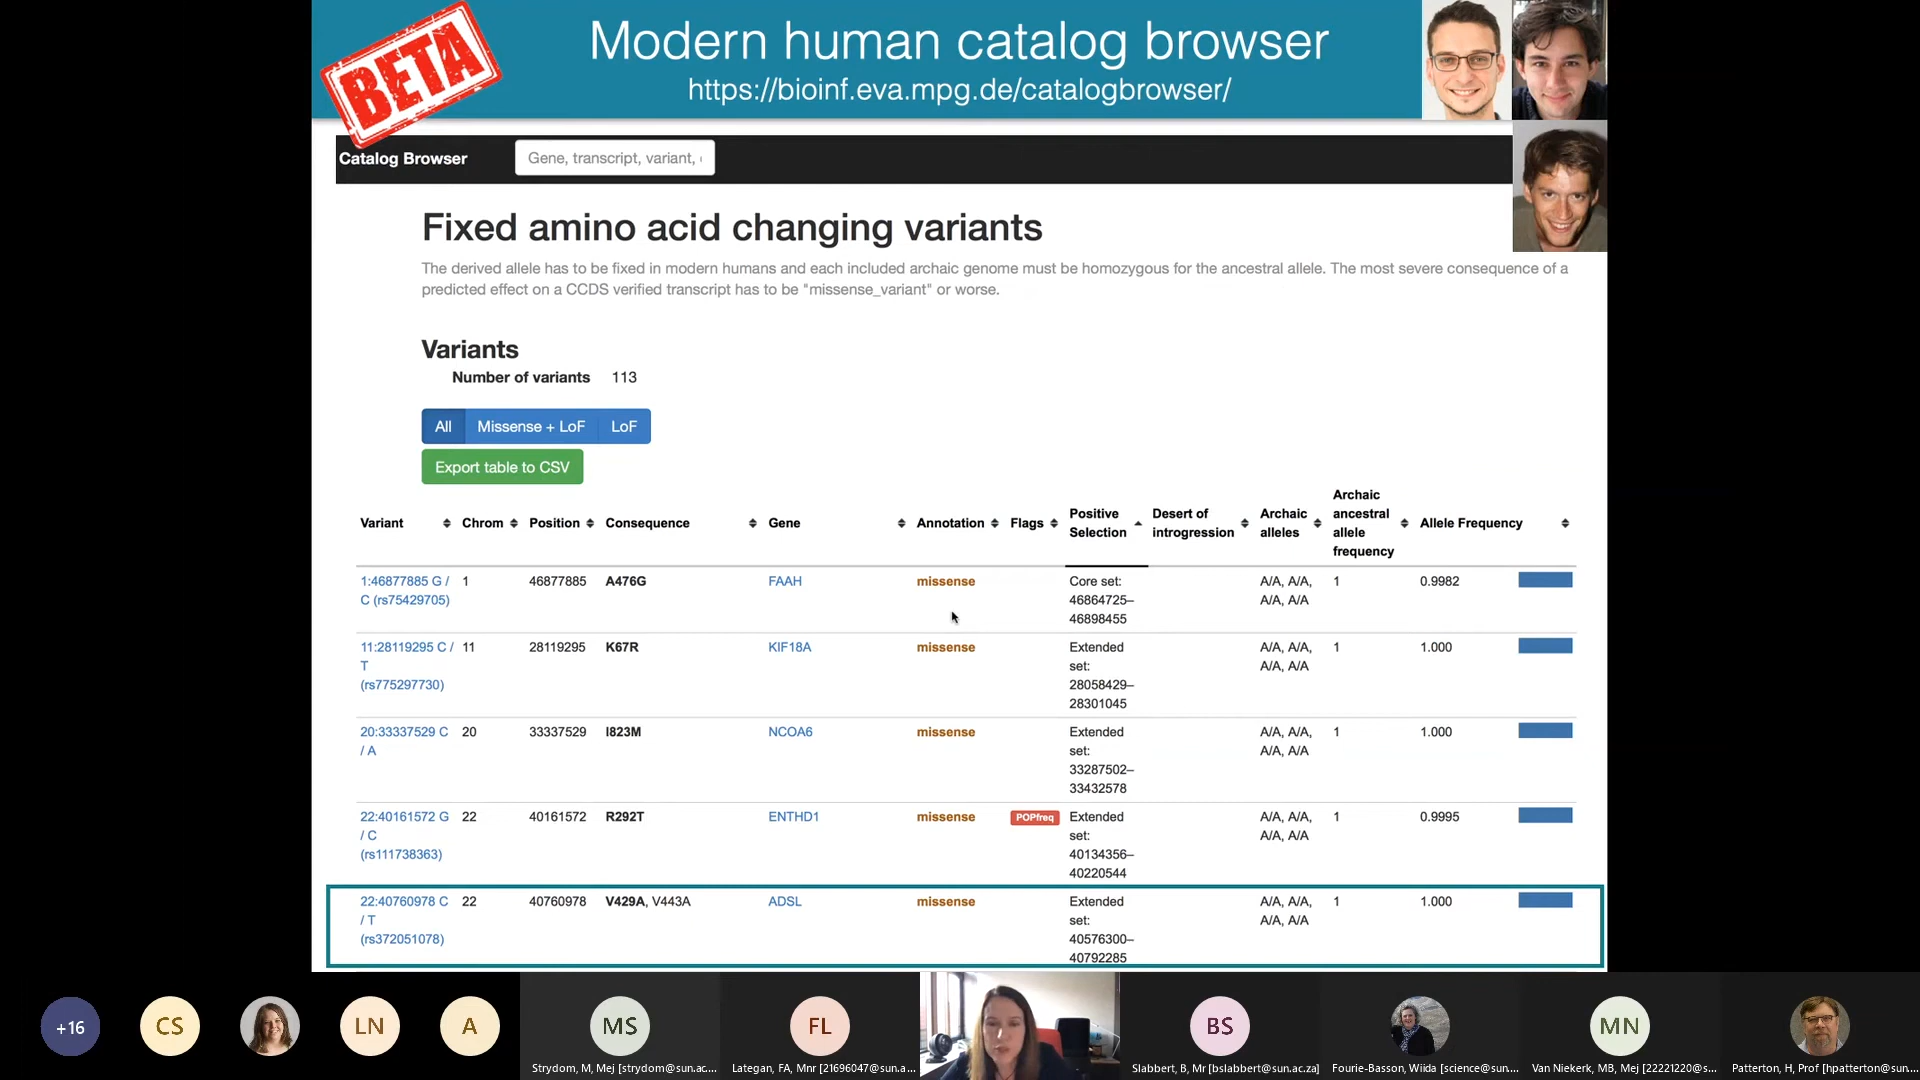 BETA
Modern human catalog browser
https://bioinf.eva.mpg.de/catalogbrowser/
Catalog Browser
Gene, transcript, variant,
Fixed amino acid changing variants
The derived allele has to be fixed in modern humans and each included archaic genome must be homozygous for the ancestral allele. The most severe consequence of a
predicted effect on a CCDS verified transcript has to be "missense_variant" or worse.
Variants
Number of variants 113
All Missense + LoF LoF
Export table to CSV
Variant Chrom Position Consequence Gene Annotation Flags Positive Selection Desert of introgression Archaic alleles Archaic ancestral allele frequency Allele Frequency
1:46877885 G / 1 46877885 A476G FAAH missense Core set: A/A, A/A, 1 0.9982
C (rs75429705) 46864725– A/A, A/A
46898455
11:28119295 C / 11 28119295 K67R KIF18A missense Extended A/A, A/A, 1 1.000
T set: A/A, A/A
(rs775297730) 28058429–
28301045
20:33337529 C 20 33337529 I823M NCOA6 missense Extended A/A, A/A, 1 1.000
/ A set: A/A, A/A
33287502–
33432578
22:40161572 G 22 40161572 R292T ENTHD1 missense POPfreq Extended A/A, A/A, 1 0.9995
/ C set: A/A, A/A
(rs111738363) 40134356–
40220544
22:40760978 C 22 40760978 V429A, V443A ADSL missense Extended A/A, A/A, 1 1.000
/ T set: A/A, A/A
(rs372051078) 40576300–
40792285
+16 CS LN A MS FL BS MN
Strydom, M, Mej [strydom@sun.ac.... Lategan, FA, Mnr [21696047@sun.a... Slabbert, B, Mr [bslabbert@sun.ac.za] Fourie-Basson, Wiida [science@sun.... Van Niekerk, MB, Mej [22221220@s... Patterton, H, Prof [hpatterton@sun....